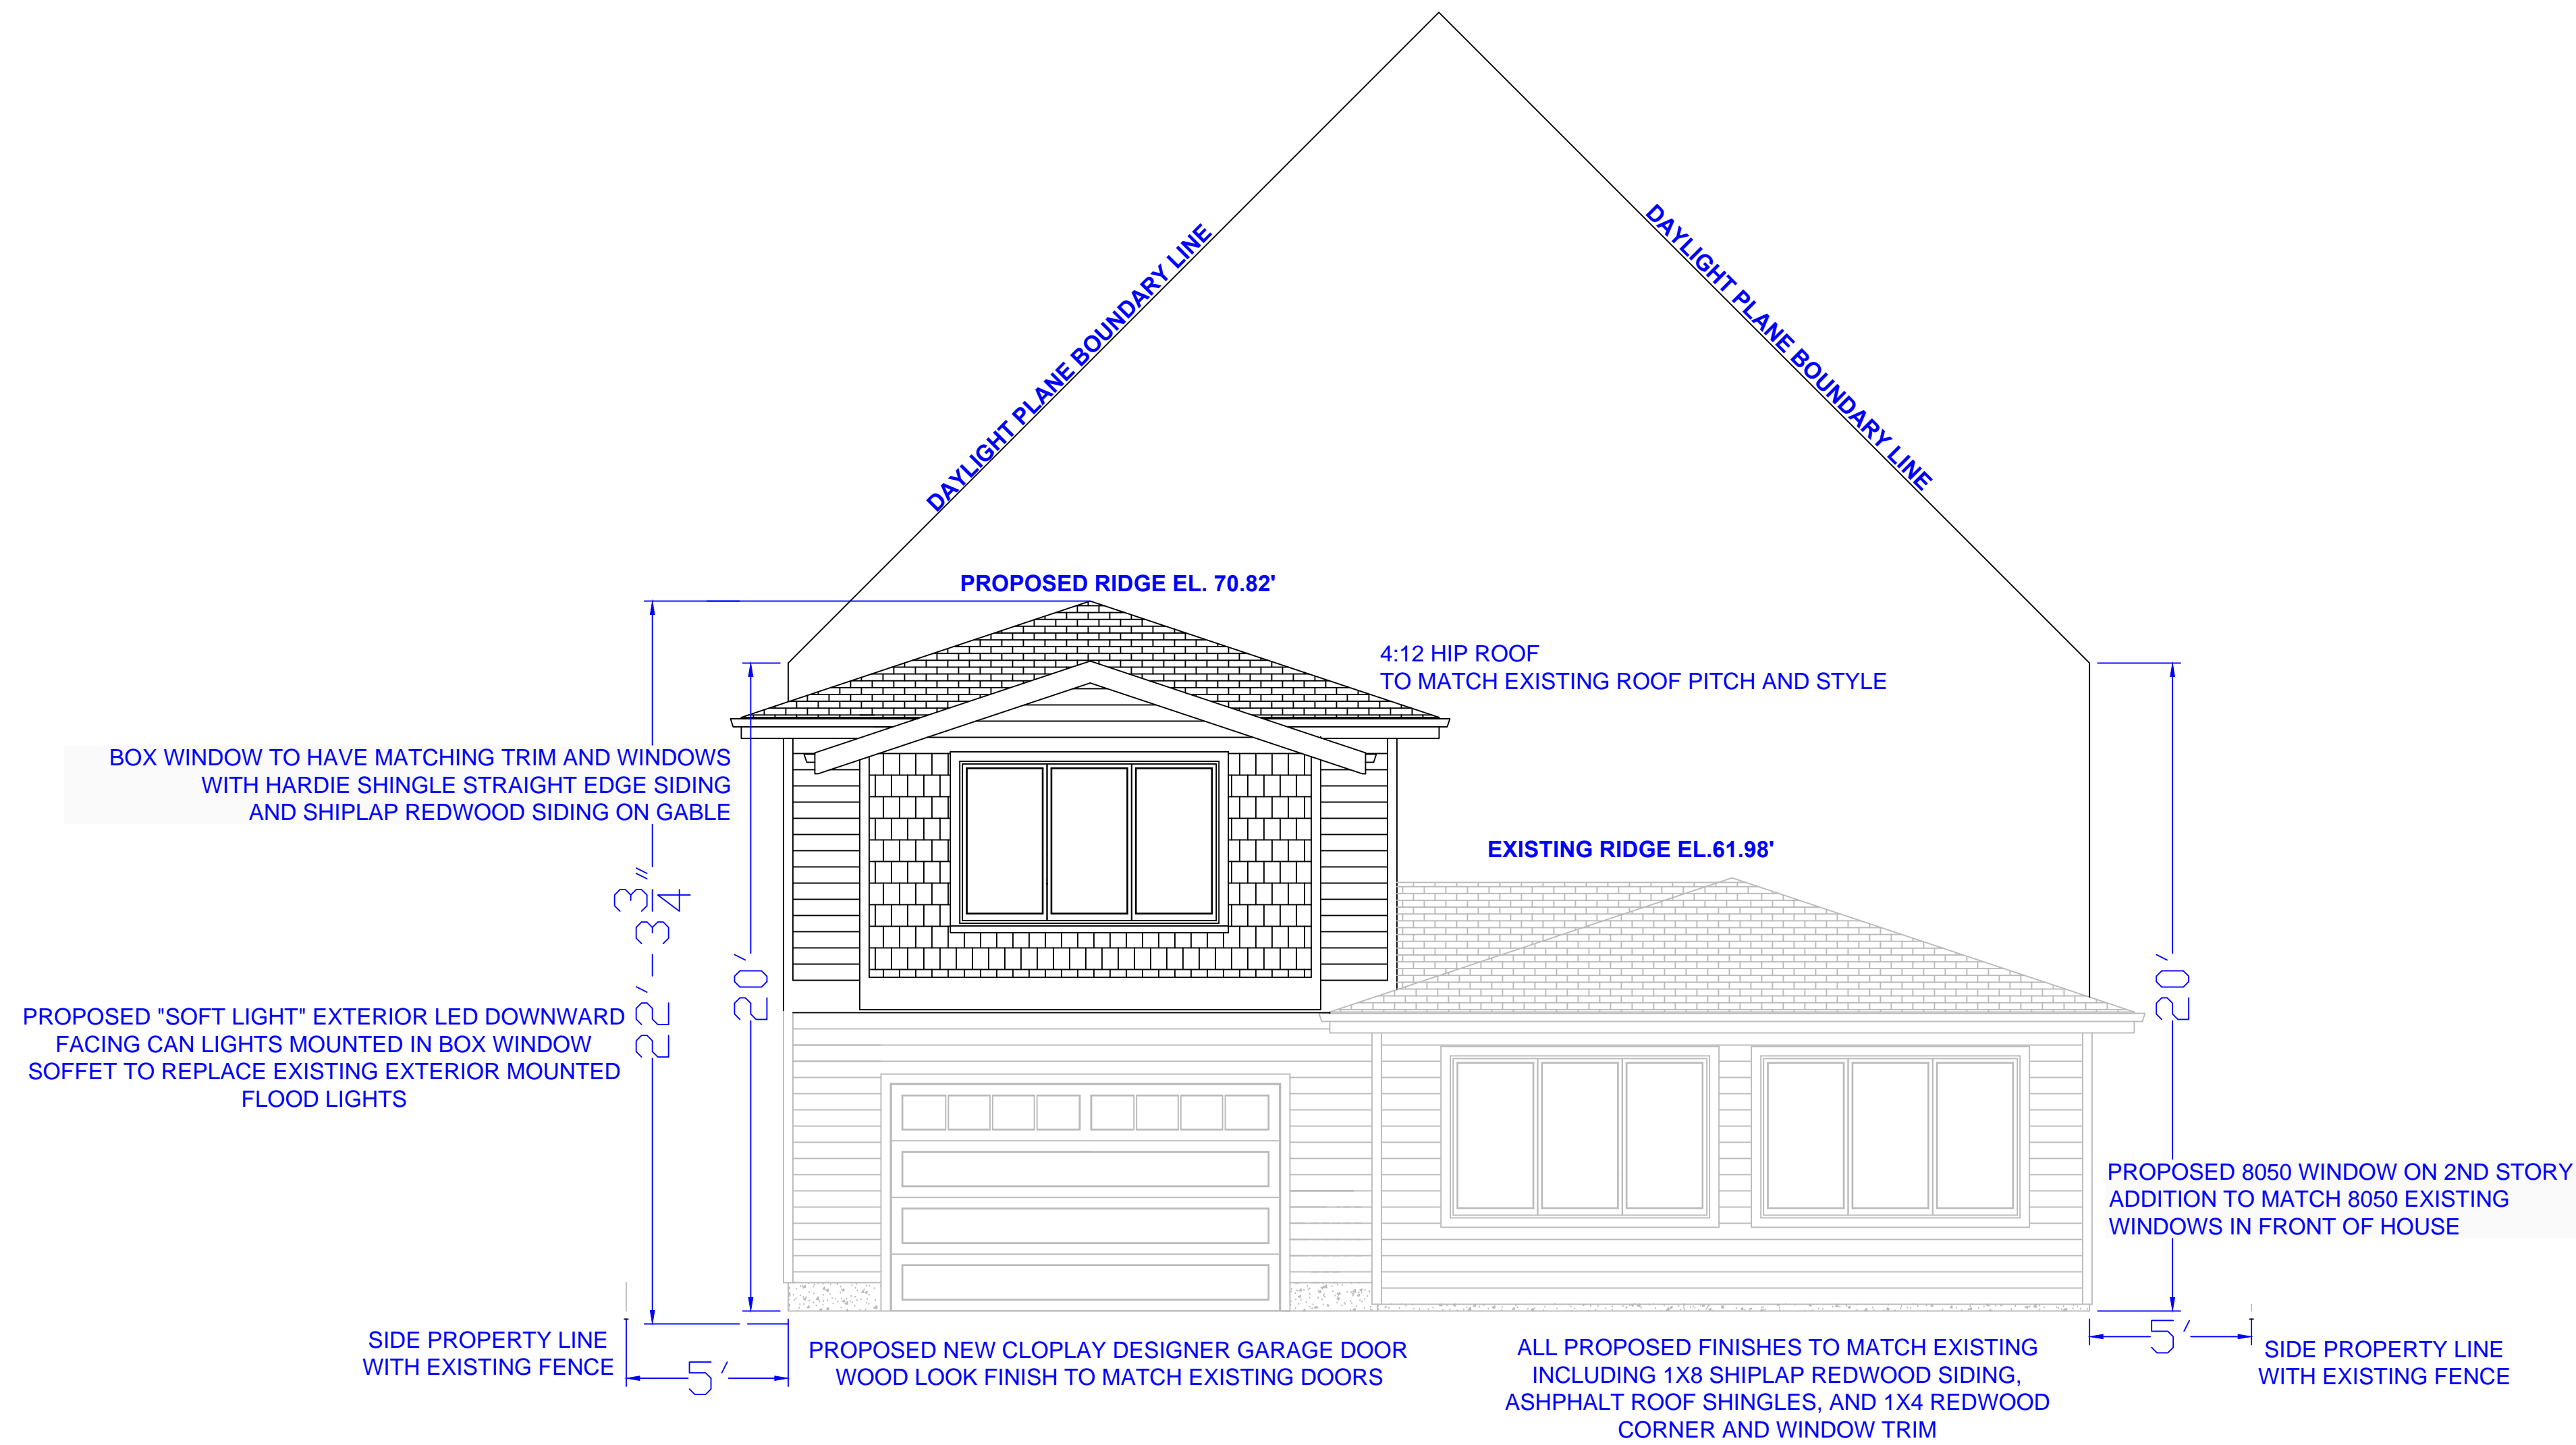 DAYLIGHT PLANE BOUNDARY LINE
DAYLIGHT PLANE BOUNDARY LINE
PROPOSED RIDGE EL. 70.82'
4:12 HIP ROOF
TO MATCH EXISTING ROOF PITCH AND STYLE
BOX WINDOW TO HAVE MATCHING TRIM AND WINDOWS
WITH HARDIE SHINGLE STRAIGHT EDGE SIDING
AND SHIPLAP REDWOOD SIDING ON GABLE
EXISTING RIDGE EL.61.98'
22'-3 3/4"
20'
20'
PROPOSED "SOFT LIGHT" EXTERIOR LED DOWNWARD
FACING CAN LIGHTS MOUNTED IN BOX WINDOW
SOFFET TO REPLACE EXISTING EXTERIOR MOUNTED
FLOOD LIGHTS
PROPOSED 8050 WINDOW ON 2ND STORY
ADDITION TO MATCH 8050 EXISTING
WINDOWS IN FRONT OF HOUSE
SIDE PROPERTY LINE
WITH EXISTING FENCE
5'
PROPOSED NEW CLOPLAY DESIGNER GARAGE DOOR
WOOD LOOK FINISH TO MATCH EXISTING DOORS
ALL PROPOSED FINISHES TO MATCH EXISTING
INCLUDING 1X8 SHIPLAP REDWOOD SIDING,
ASHPHALT ROOF SHINGLES, AND 1X4 REDWOOD
CORNER AND WINDOW TRIM
5'
SIDE PROPERTY LINE
WITH EXISTING FENCE